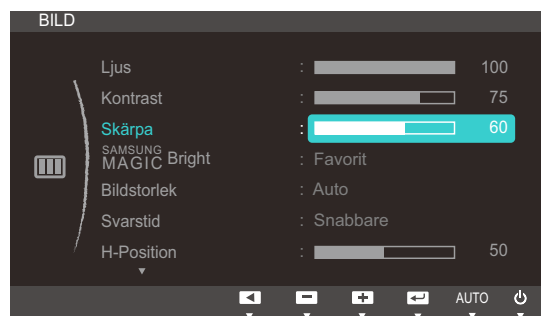 BILD
Ljus : 100
Kontrast : 75
Skärpa : 60
SAMSUNG MAGIC Bright : Favorit
Bildstorlek : Auto
Svarstid : Snabbare
H-Position : 50
AUTO